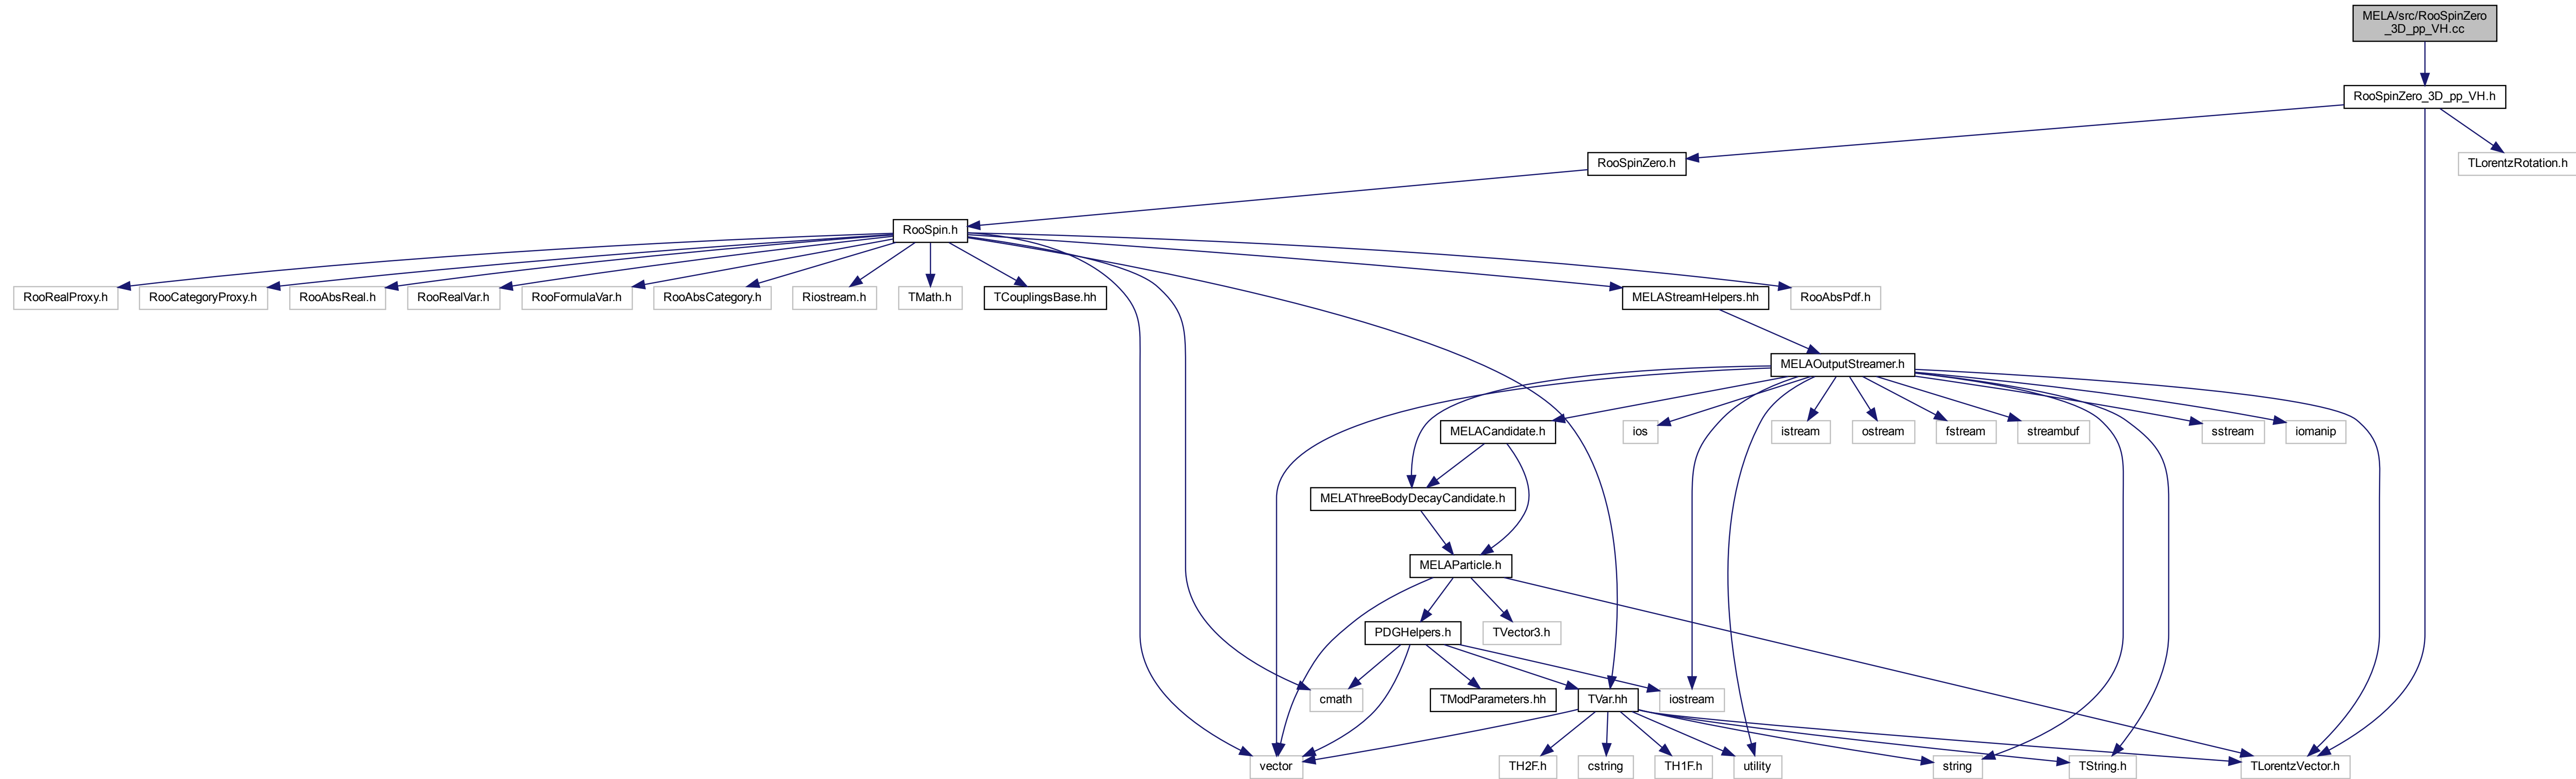 MELA/src/RooSpinZero
_3D_pp_VH.cc
RooSpinZero_3D_pp_VH.h
RooSpinZero.h
TLorentzRotation.h
RooSpin.h
RooRealProxy.h
RooCategoryProxy.h
RooAbsReal.h
RooRealVar.h
RooFormulaVar.h
RooAbsCategory.h
Riostream.h
TMath.h
TCouplingsBase.hh
MELAStreamHelpers.hh
RooAbsPdf.h
MELAOutputStreamer.h
MELACandidate.h
ios
istream
ostream
fstream
streambuf
sstream
iomanip
MELAThreeBodyDecayCandidate.h
MELAParticle.h
PDGHelpers.h
TVector3.h
cmath
TModParameters.hh
TVar.hh
iostream
vector
TH2F.h
cstring
TH1F.h
utility
string
TString.h
TLorentzVector.h